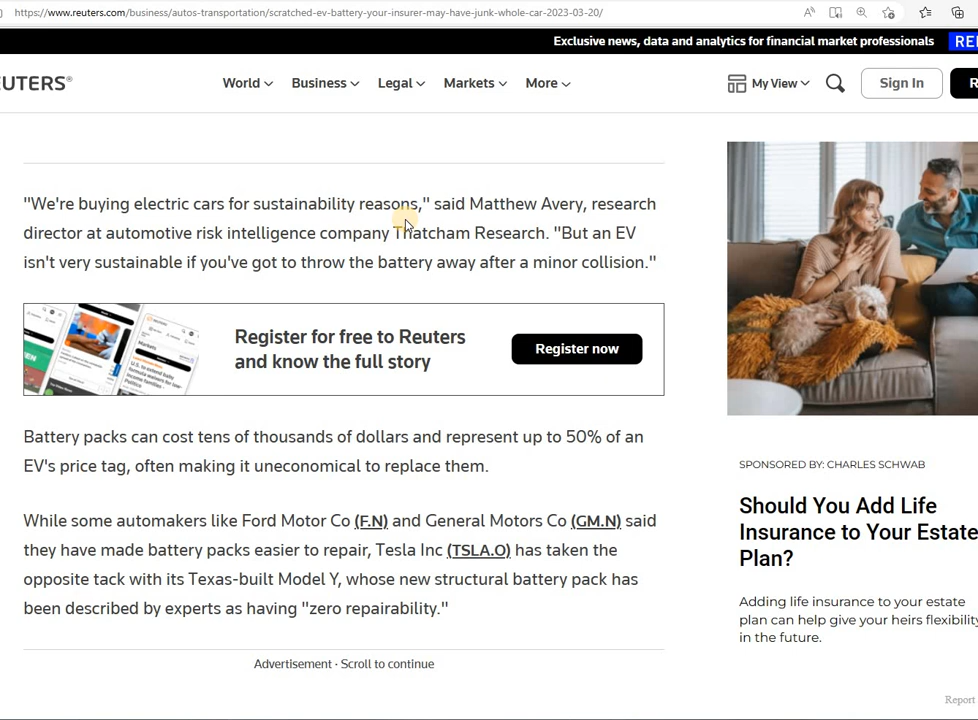 https://www.reuters.com/business/autos-transportation/scratched-ev-battery-your-insurer-may-have-junk-whole-car-2023-03-20/
Exclusive news, data and analytics for financial market professionals
REUTERS®
World
Business
Legal
Markets
More
My View
Sign In
"We're buying electric cars for sustainability reasons," said Matthew Avery, research
director at automotive risk intelligence company Thatcham Research. "But an EV
isn't very sustainable if you've got to throw the battery away after a minor collision."
Register for free to Reuters
and know the full story
Register now
Battery packs can cost tens of thousands of dollars and represent up to 50% of an
EV's price tag, often making it uneconomical to replace them.
While some automakers like Ford Motor Co (F.N) and General Motors Co (GM.N) said
they have made battery packs easier to repair, Tesla Inc (TSLA.O) has taken the
opposite tack with its Texas-built Model Y, whose new structural battery pack has
been described by experts as having "zero repairability."
Advertisement · Scroll to continue
SPONSORED BY: CHARLES SCHWAB
Should You Add Life
Insurance to Your Estate
Plan?
Adding life insurance to your estate
plan can help give your heirs flexibility
in the future.
Report